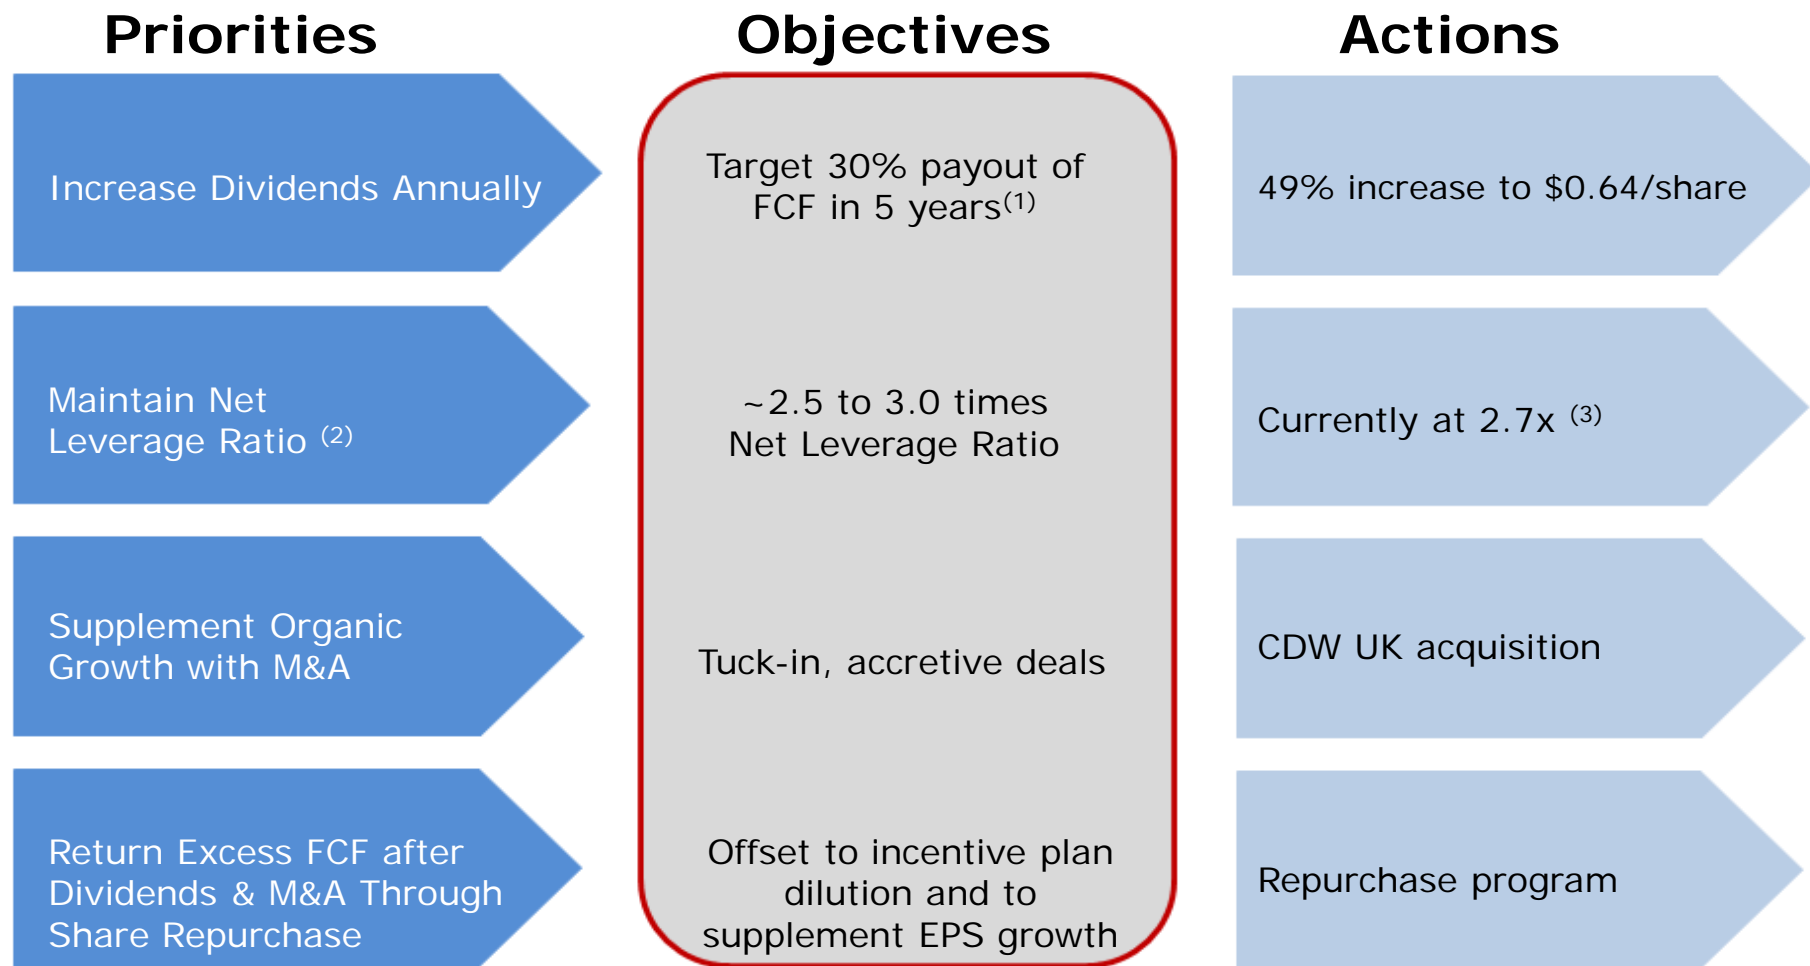 Priorities
Objectives
Actions
Increase Dividends Annually
Target 30% payout of
FCF in 5 years(1)
49% increase to $0.64/share
Maintain Net
Leverage Ratio (2)
~2.5 to 3.0 times
Net Leverage Ratio
Currently at 2.7x (3)
Supplement Organic
Growth with M&A
Tuck-in, accretive deals
CDW UK acquisition
Return Excess FCF after
Dividends & M&A Through
Share Repurchase
Offset to incentive plan
dilution and to
supplement EPS growth
Repurchase program